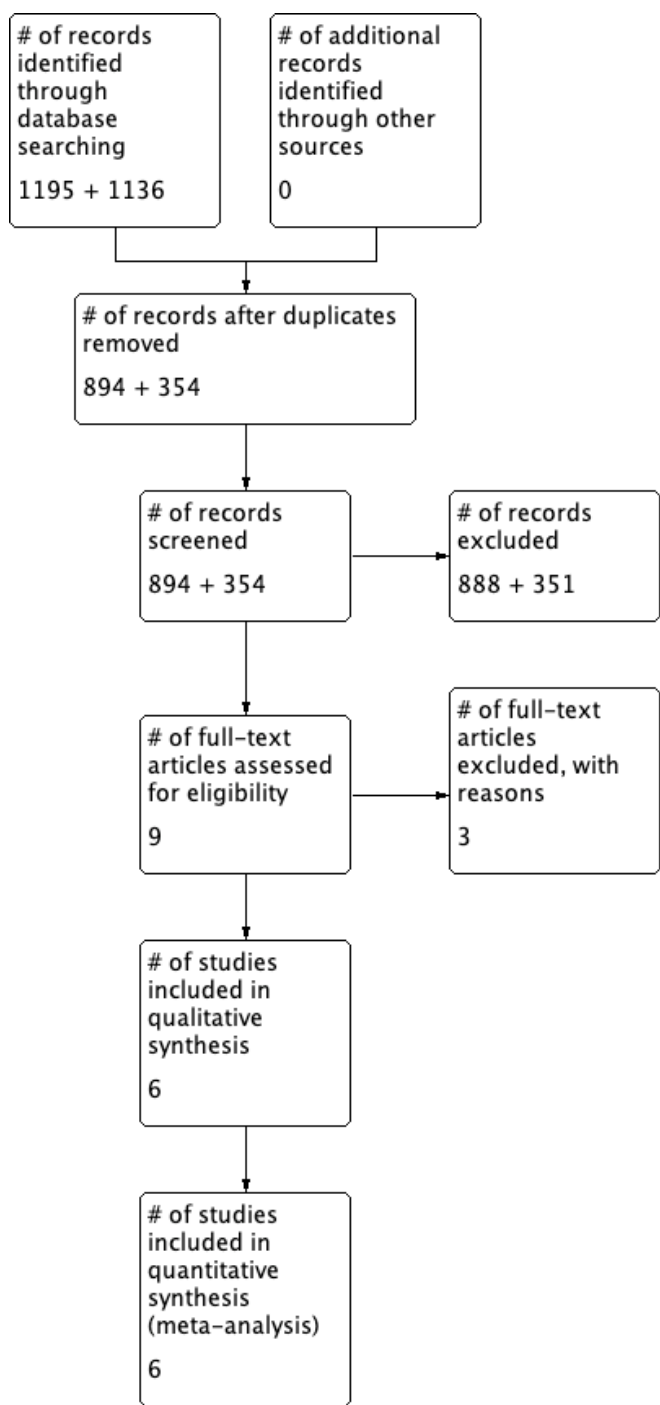 # of records
identified
through
database
searching
1195 + 1136
# of additional
records
identified
through other
sources
0
# of records after duplicates
removed
894 + 354
# of records
screened
894 + 354
# of records
excluded
888 + 351
# of full-text
articles assessed
for eligibility
9
# of full-text
articles
excluded, with
reasons
3
# of studies
included in
qualitative
synthesis
6
# of studies
included in
quantitative
synthesis
(meta-analysis)
6